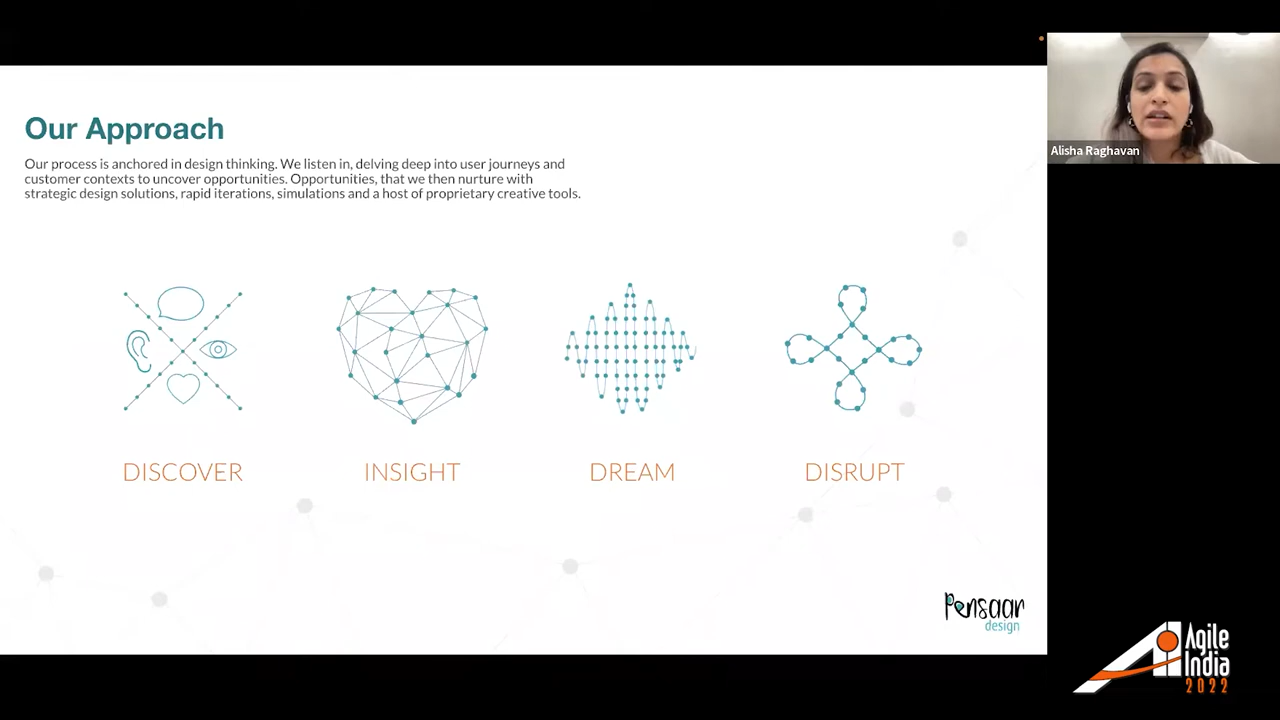 Our Approach
Our process is anchored in design thinking. We listen in, delving deep into user journeys and
customer contexts to uncover opportunities. Opportunities, that we then nurture with
strategic design solutions, rapid iterations, simulations and a host of proprietary creative tools.
DISCOVER
INSIGHT
DREAM
DISRUPT
Pensaar
design
Alisha Raghavan
Agile
India
2022